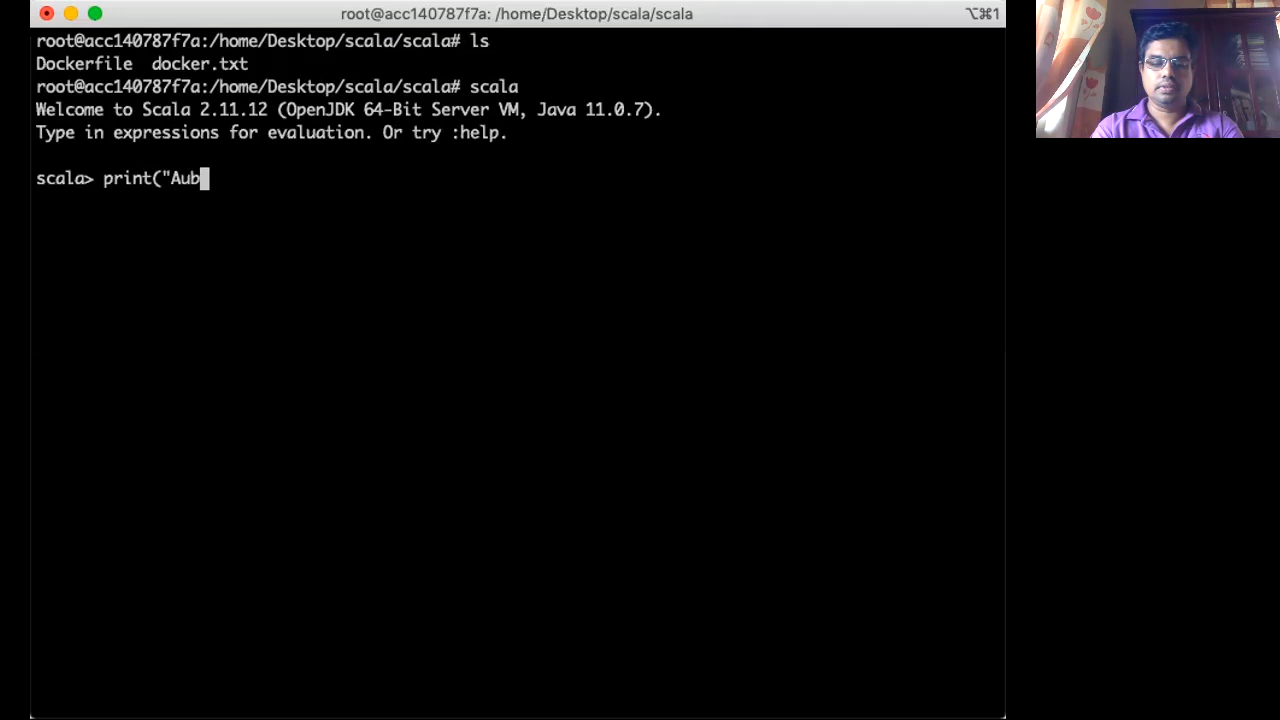 root@acc140787f7a: /home/Desktop/scala/scala
⌥⌘1
root@acc140787f7a:/home/Desktop/scala/scala# ls
Dockerfile  docker.txt
root@acc140787f7a:/home/Desktop/scala/scala# scala
Welcome to Scala 2.11.12 (OpenJDK 64-Bit Server VM, Java 11.0.7).
Type in expressions for evaluation. Or try :help.
scala> print("Aub